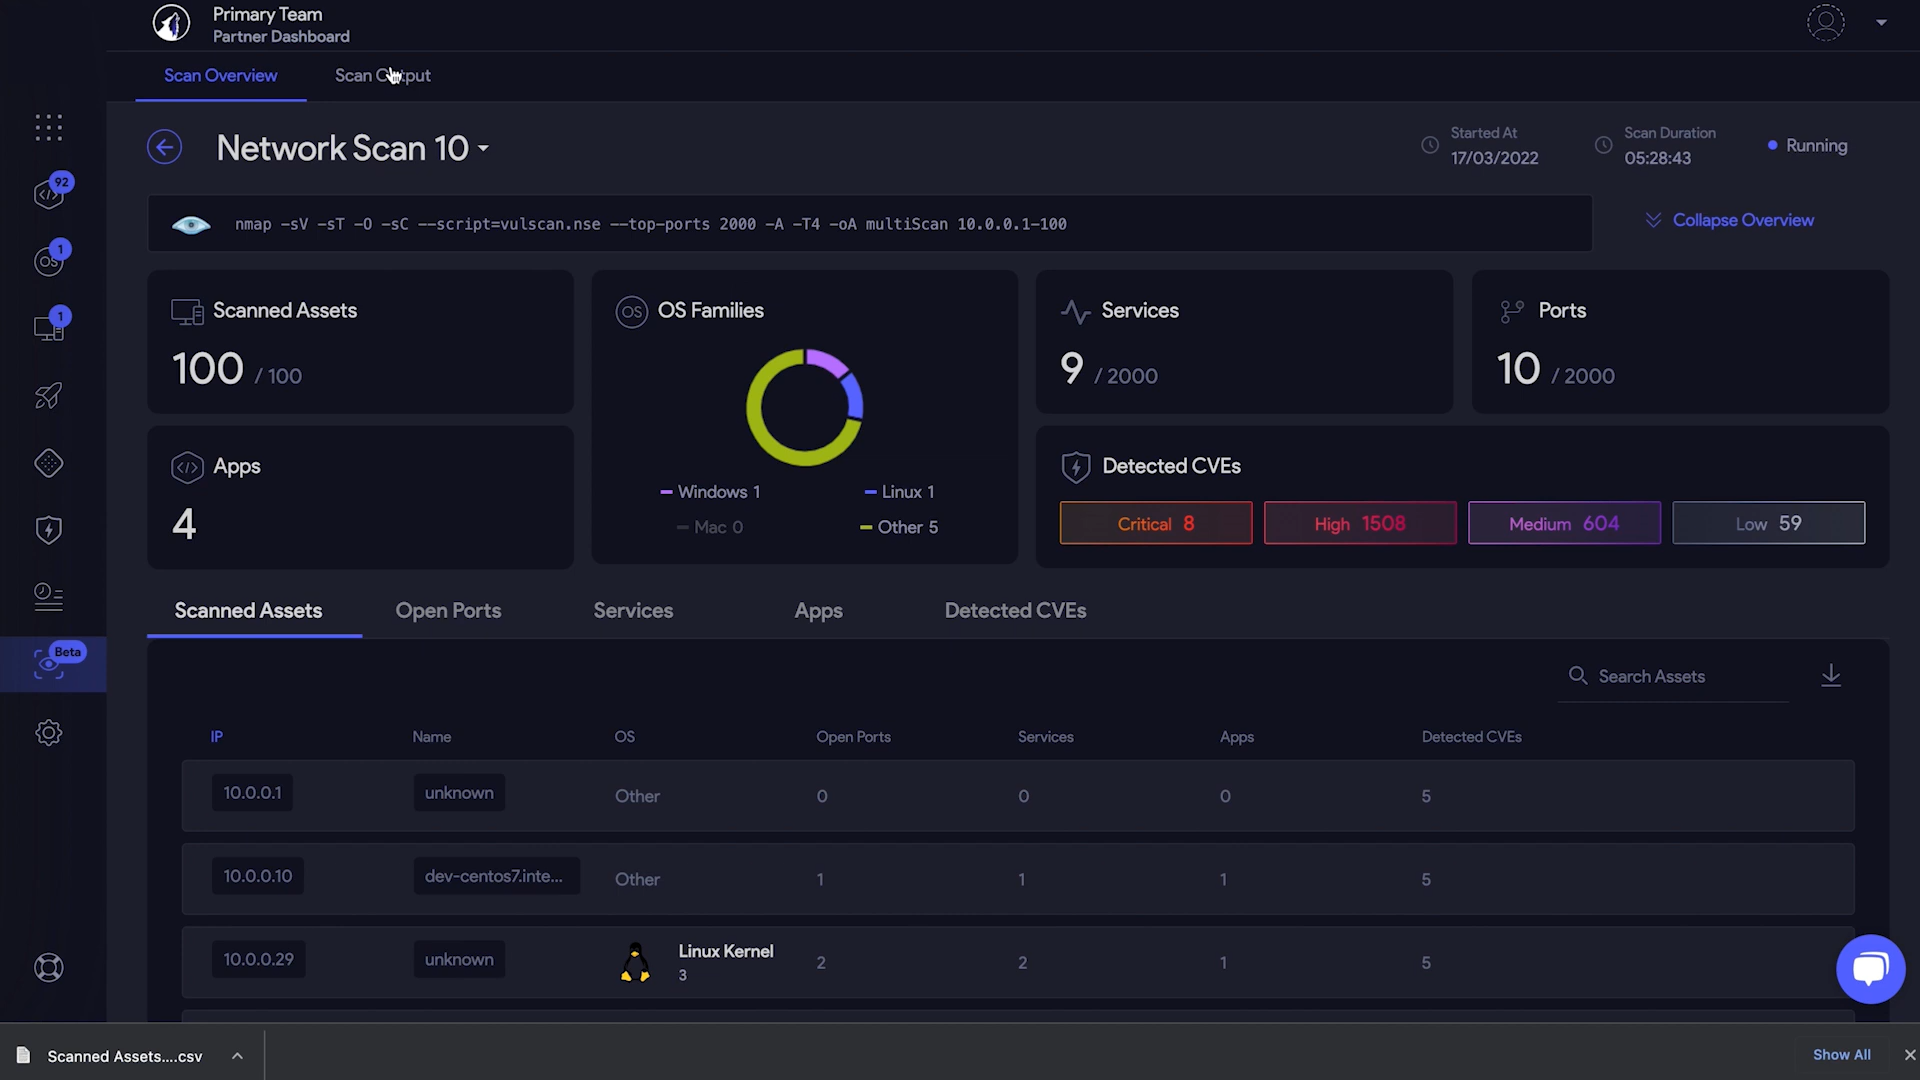 Primary Team
Partner Dashboard
Scan Overview
Scan Output
92
1
1
Beta
Network Scan 10
Started At
17/03/2022
Scan Duration
05:28:43
Running
nmap -sV -sT -O -sC --script=vulscan.nse --top-ports 2000 -A -T4 -oA multiScan 10.0.0.1-100
Collapse Overview
Scanned Assets
100 / 100
OS
OS Families
Windows 1
Linux 1
Mac 0
Other 5
Services
9 / 2000
Ports
10 / 2000
Apps
4
Detected CVEs
Critical 8
High 1508
Medium 604
Low 59
Scanned Assets
Open Ports
Services
Apps
Detected CVEs
Search Assets
IP
Name
OS
Open Ports
Services
Apps
Detected CVEs
10.0.0.1
unknown
Other
0
0
0
5
10.0.0.10
dev-centos7.inte...
Other
1
1
1
5
10.0.0.29
unknown
Linux Kernel
3
2
2
1
5
Scanned Assets....csv
Show All